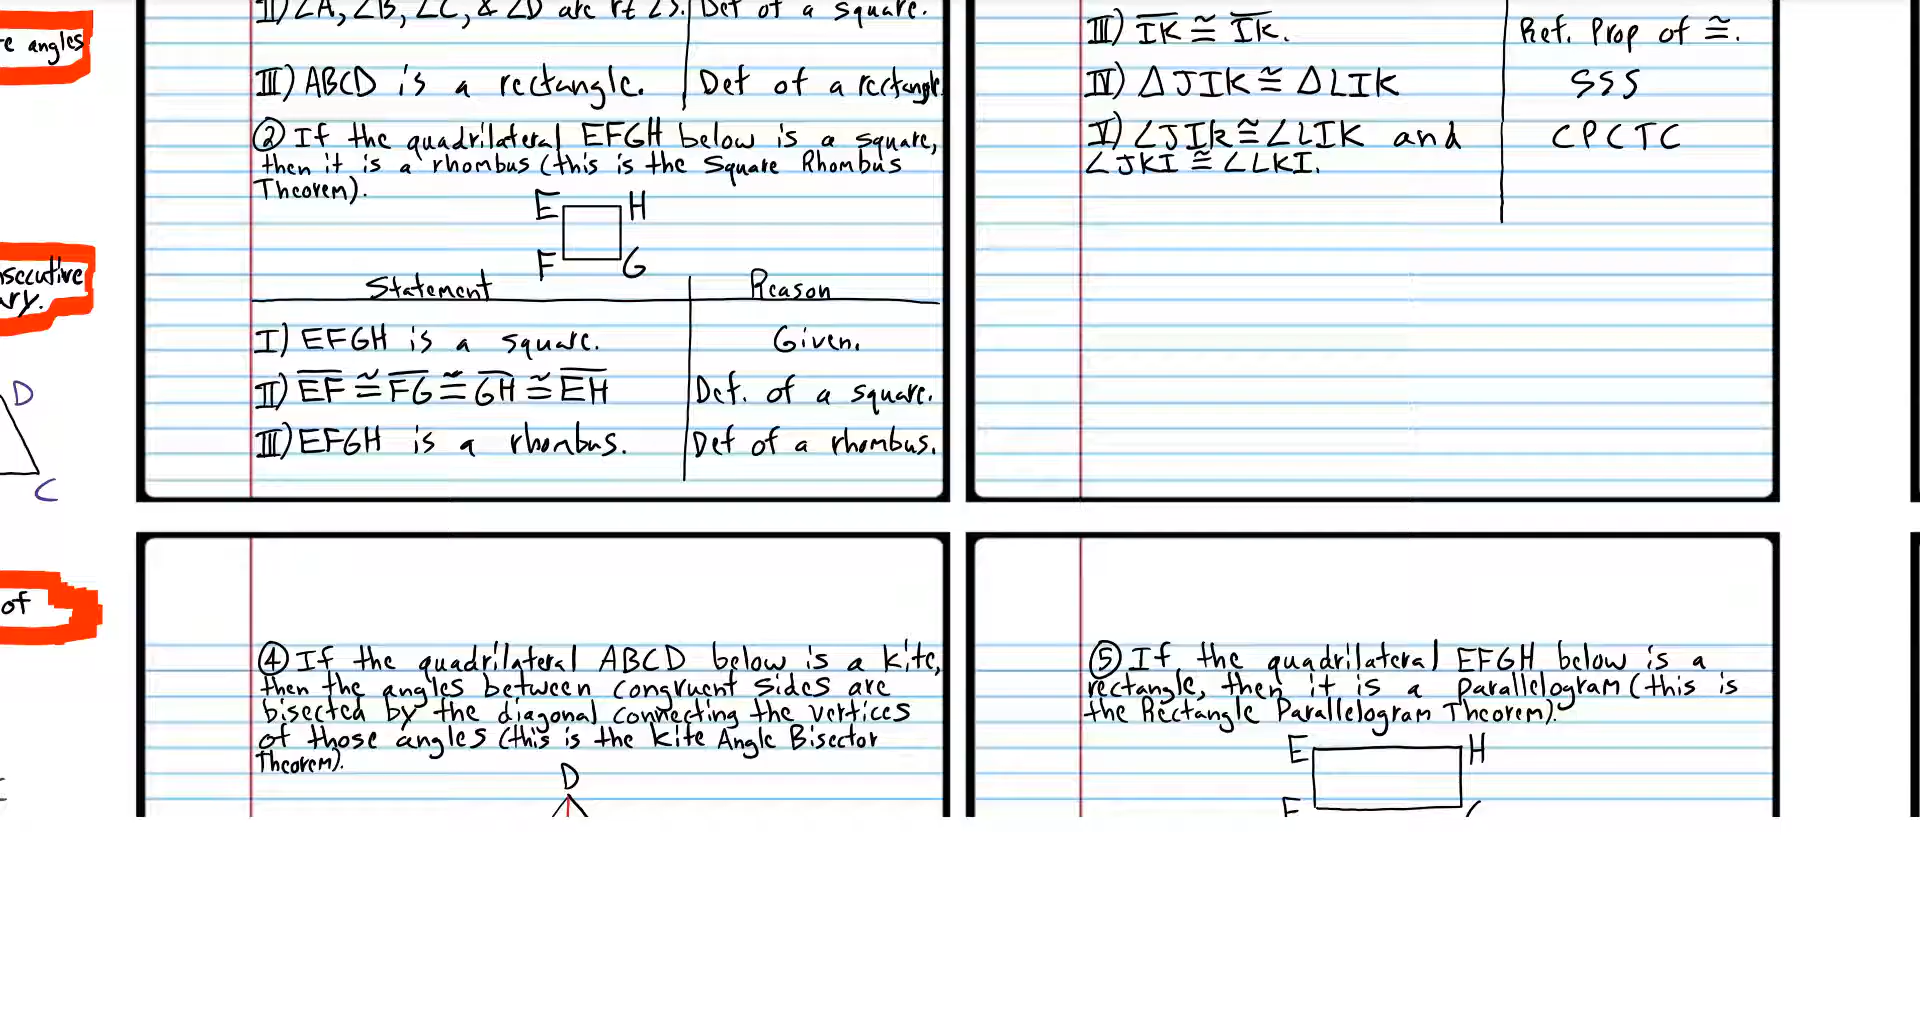 re angles
nsecutive
ary.
D
C
of
II) ∠A, ∠B, ∠C, & ∠D are rt ∠s. Def of a square.
III) ABCD is a rectangle. Def of a rectangle.
② If the quadrilateral EFGH below is a square,
then it is a rhombus (this is the Square Rhombus
Theorem).
E H
F G
Statement Reason
I) EFGH is a square. Given.
II) EF ≅ FG ≅ GH ≅ EH Def. of a square.
III) EFGH is a rhombus. Def of a rhombus.
III) IK ≅ IK. Ref. Prop of ≅.
IV) ΔJIK ≅ ΔLIK SSS
V) ∠JIK ≅ ∠LIK and CPCTC
∠JKI ≅ ∠LKI.
④ If the quadrilateral ABCD below is a kite,
then the angles between congruent sides are
bisected by the diagonal connecting the vertices
of those angles (this is the Kite Angle Bisector
Theorem).
D
⑤ If the quadrilateral EFGH below is a
rectangle, then it is a parallelogram (this is
the Rectangle Parallelogram Theorem).
E H